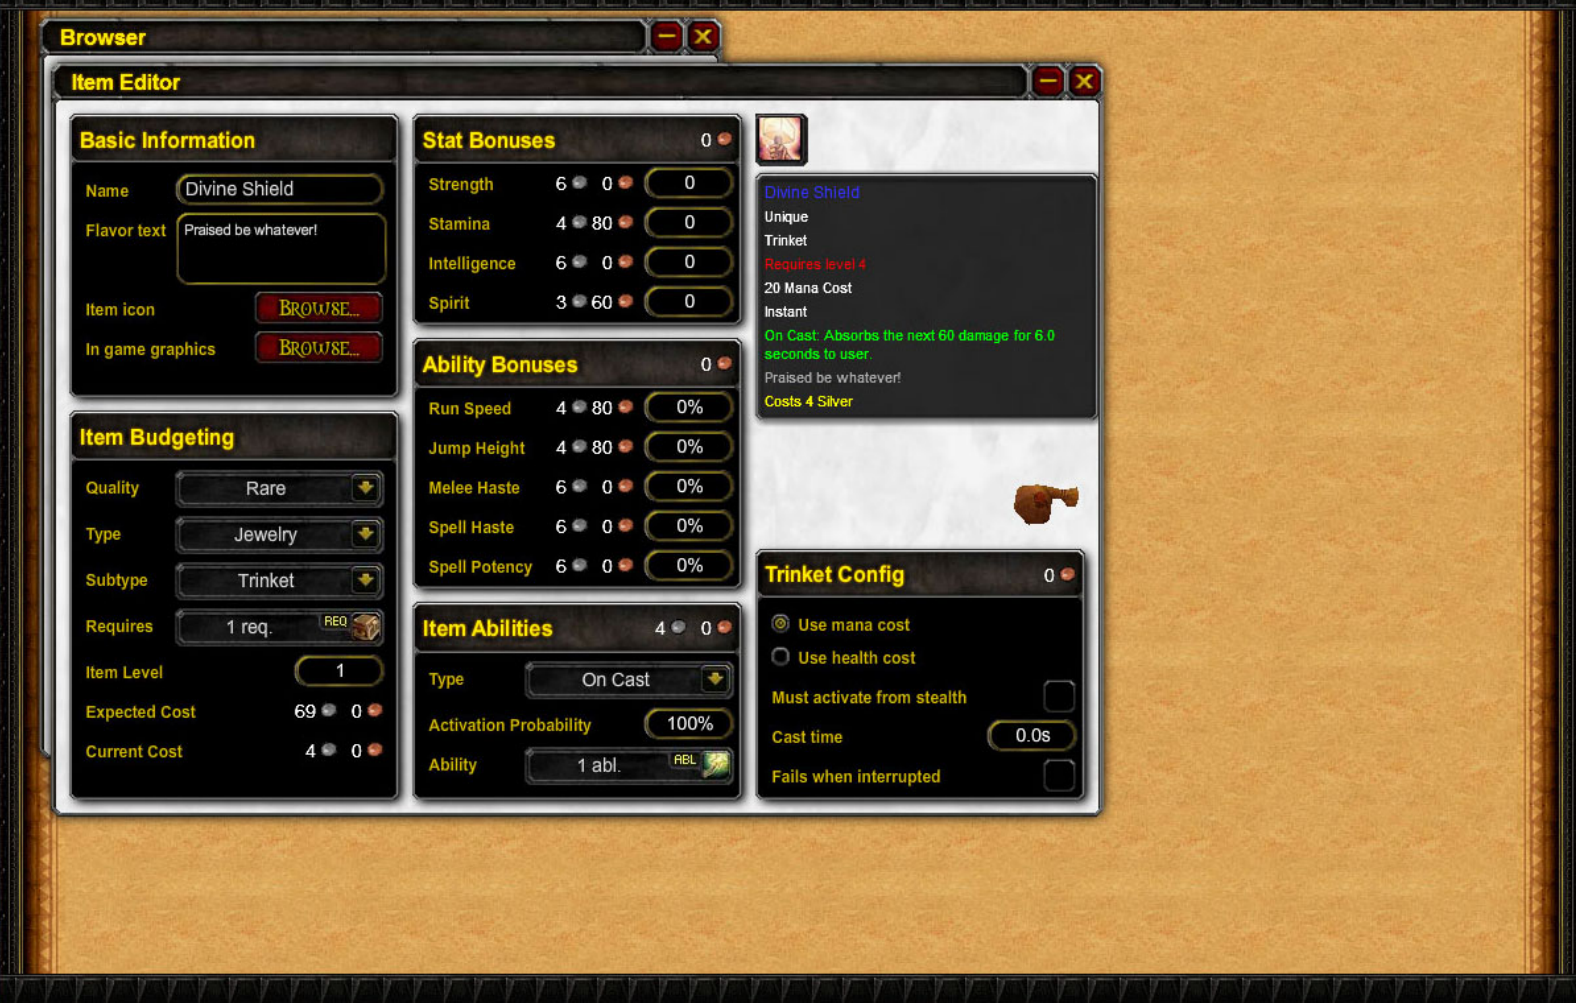 Browser
Item Editor
Basic Information
Name Divine Shield
Flavor text Praised be whatever!
Item icon BROWSE...
In game graphics BROWSE...
Item Budgeting
Quality Rare
Type Jewelry
Subtype Trinket
Requires 1 req. REQ
Item Level 1
Expected Cost 69 0
Current Cost 4 0
Stat Bonuses 0
Strength 6 0 0
Stamina 4 80 0
Intelligence 6 0 0
Spirit 3 60 0
Ability Bonuses 0
Run Speed 4 80 0%
Jump Height 4 80 0%
Melee Haste 6 0 0%
Spell Haste 6 0 0%
Spell Potency 6 0 0%
Item Abilities 4 0
Type On Cast
Activation Probability 100%
Ability 1 abl. ABL
Divine Shield
Unique
Trinket
Requires level 4
20 Mana Cost
Instant
On Cast: Absorbs the next 60 damage for 6.0
seconds to user.
Praised be whatever!
Costs 4 Silver
Trinket Config 0
Use mana cost
Use health cost
Must activate from stealth
Cast time 0.0s
Fails when interrupted